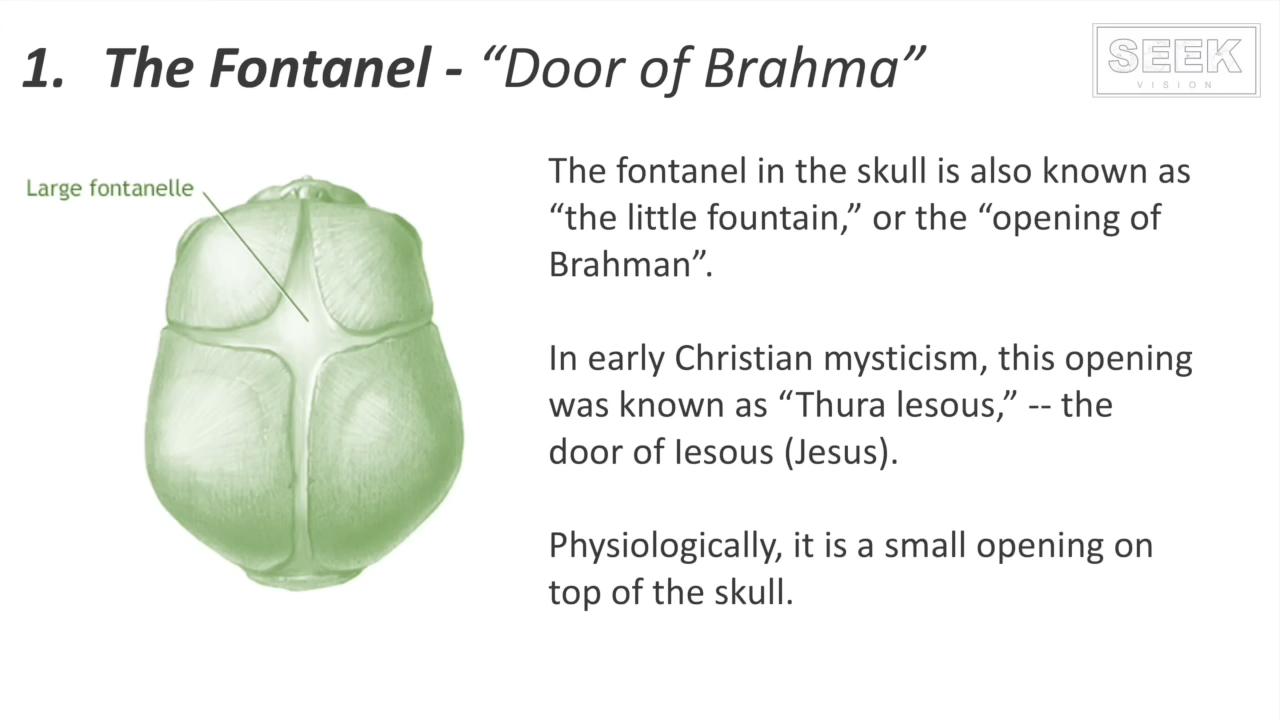 1. The Fontanel - “Door of Brahma”
SEEK
VISION
Large fontanelle
The fontanel in the skull is also known as
“the little fountain,” or the “opening of
Brahman”.
In early Christian mysticism, this opening
was known as “Thura Iesous,” -- the
door of Iesous (Jesus).
Physiologically, it is a small opening on
top of the skull.